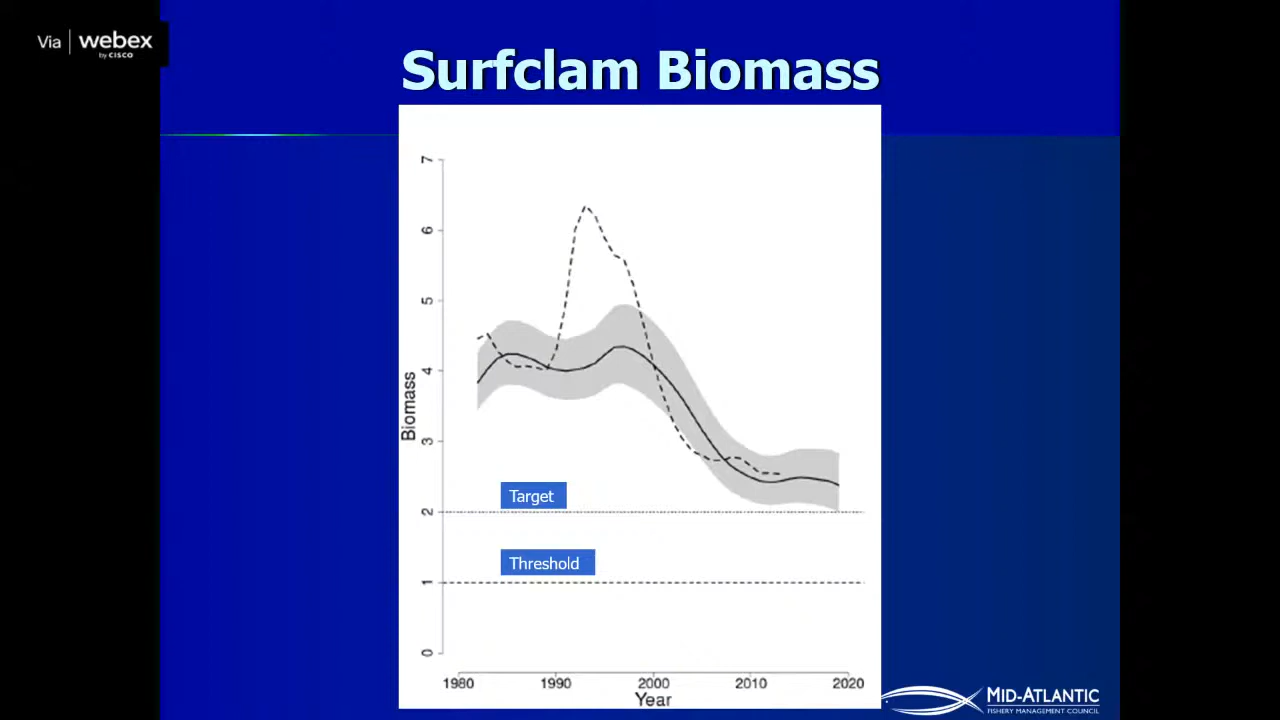 Via webex
by CISCO
Surfclam Biomass
7
6
5
4
3
2
1
0
Biomass
Target
Threshold
1980 1990 2000 2010 2020
Year
MID-ATLANTIC
FISHERY MANAGEMENT COUNCIL